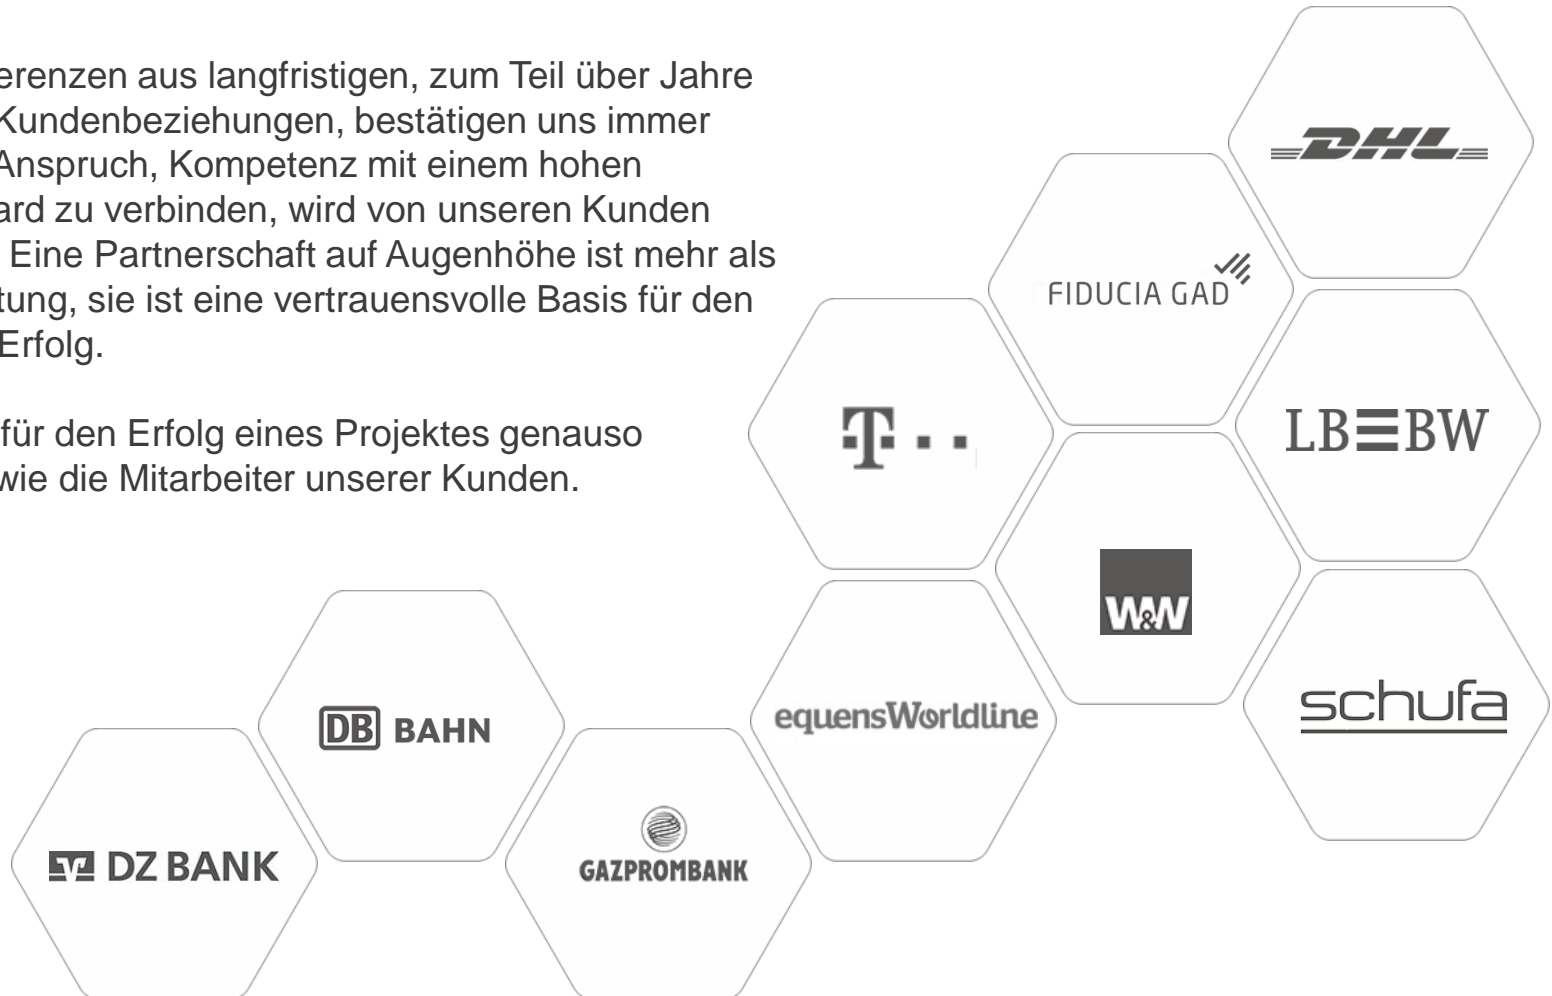 erenzen aus langfristigen, zum Teil über Jahre
Kundenbeziehungen, bestätigen uns immer
Anspruch, Kompetenz mit einem hohen
ard zu verbinden, wird von unseren Kunden
Eine Partnerschaft auf Augenhöhe ist mehr als
tung, sie ist eine vertrauensvolle Basis für den
Erfolg.
für den Erfolg eines Projektes genauso
wie die Mitarbeiter unserer Kunden.
DHL
FIDUCIA GAD
T
LB BW
W&W
schufa
equensWorldline
DB BAHN
DZ BANK
GAZPROMBANK